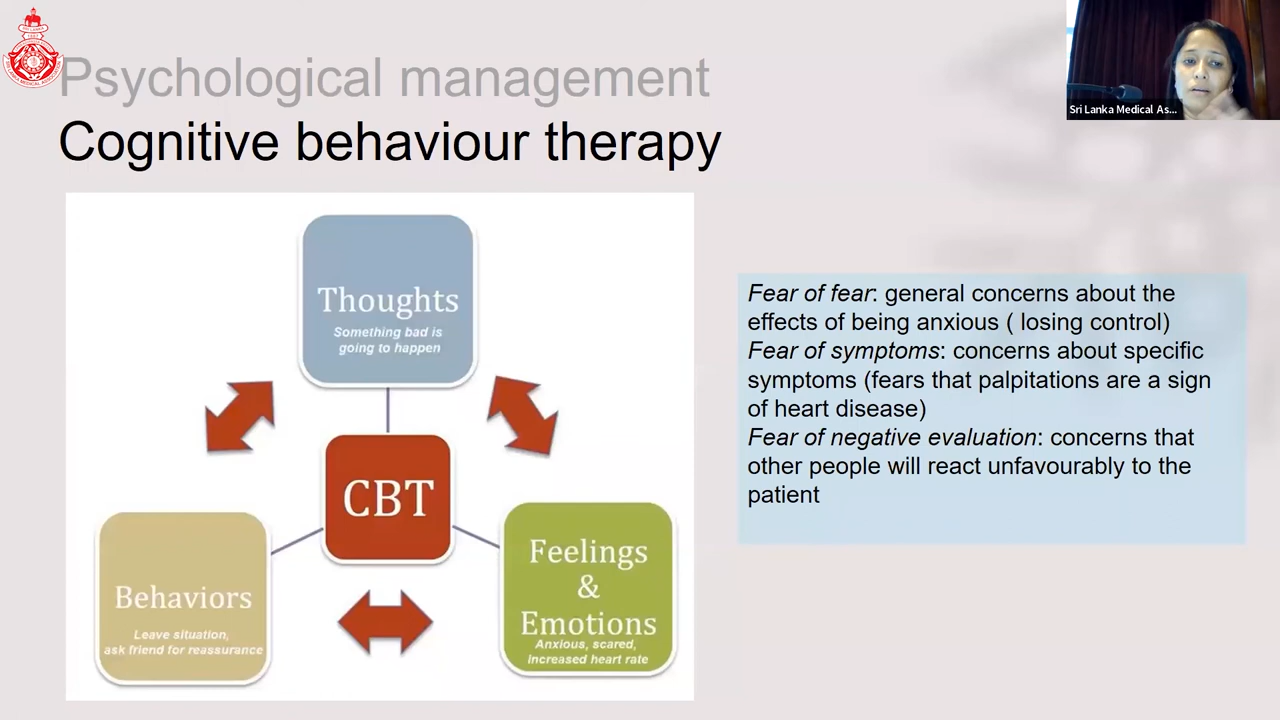 Psychological management
Cognitive behaviour therapy
Sri Lanka Medical As...
Thoughts
Something bad is
going to happen
CBT
Behaviors
Leave situation,
ask friend for reassurance
Feelings
&
Emotions
Anxious, scared,
increased heart rate
Fear of fear: general concerns about the
effects of being anxious ( losing control)
Fear of symptoms: concerns about specific
symptoms (fears that palpitations are a sign
of heart disease)
Fear of negative evaluation: concerns that
other people will react unfavourably to the
patient